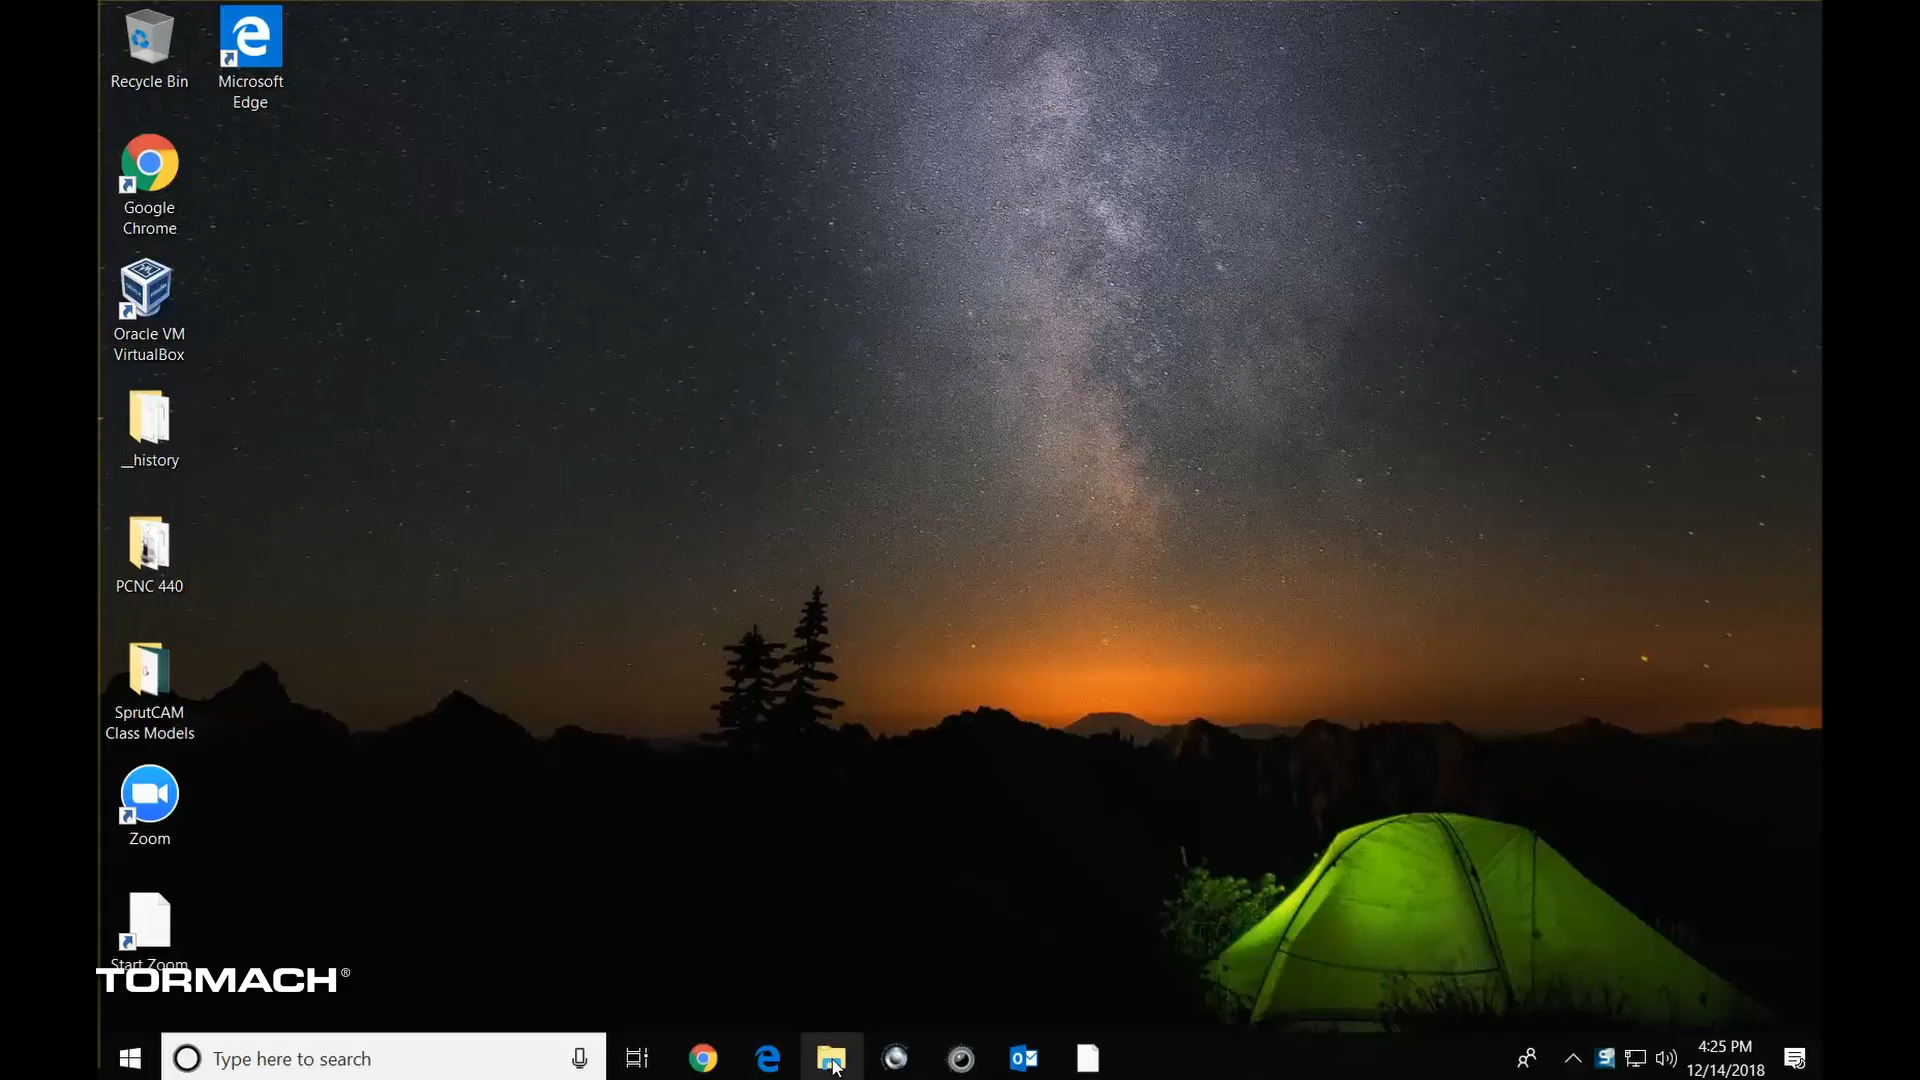 Recycle Bin
Microsoft
Edge
Google
Chrome
Oracle VM
VirtualBox
__history
PCNC 440
SprutCAM
Class Models
Zoom
Start Zoom
TORMACH®
Type here to search
4:25 PM
12/14/2018